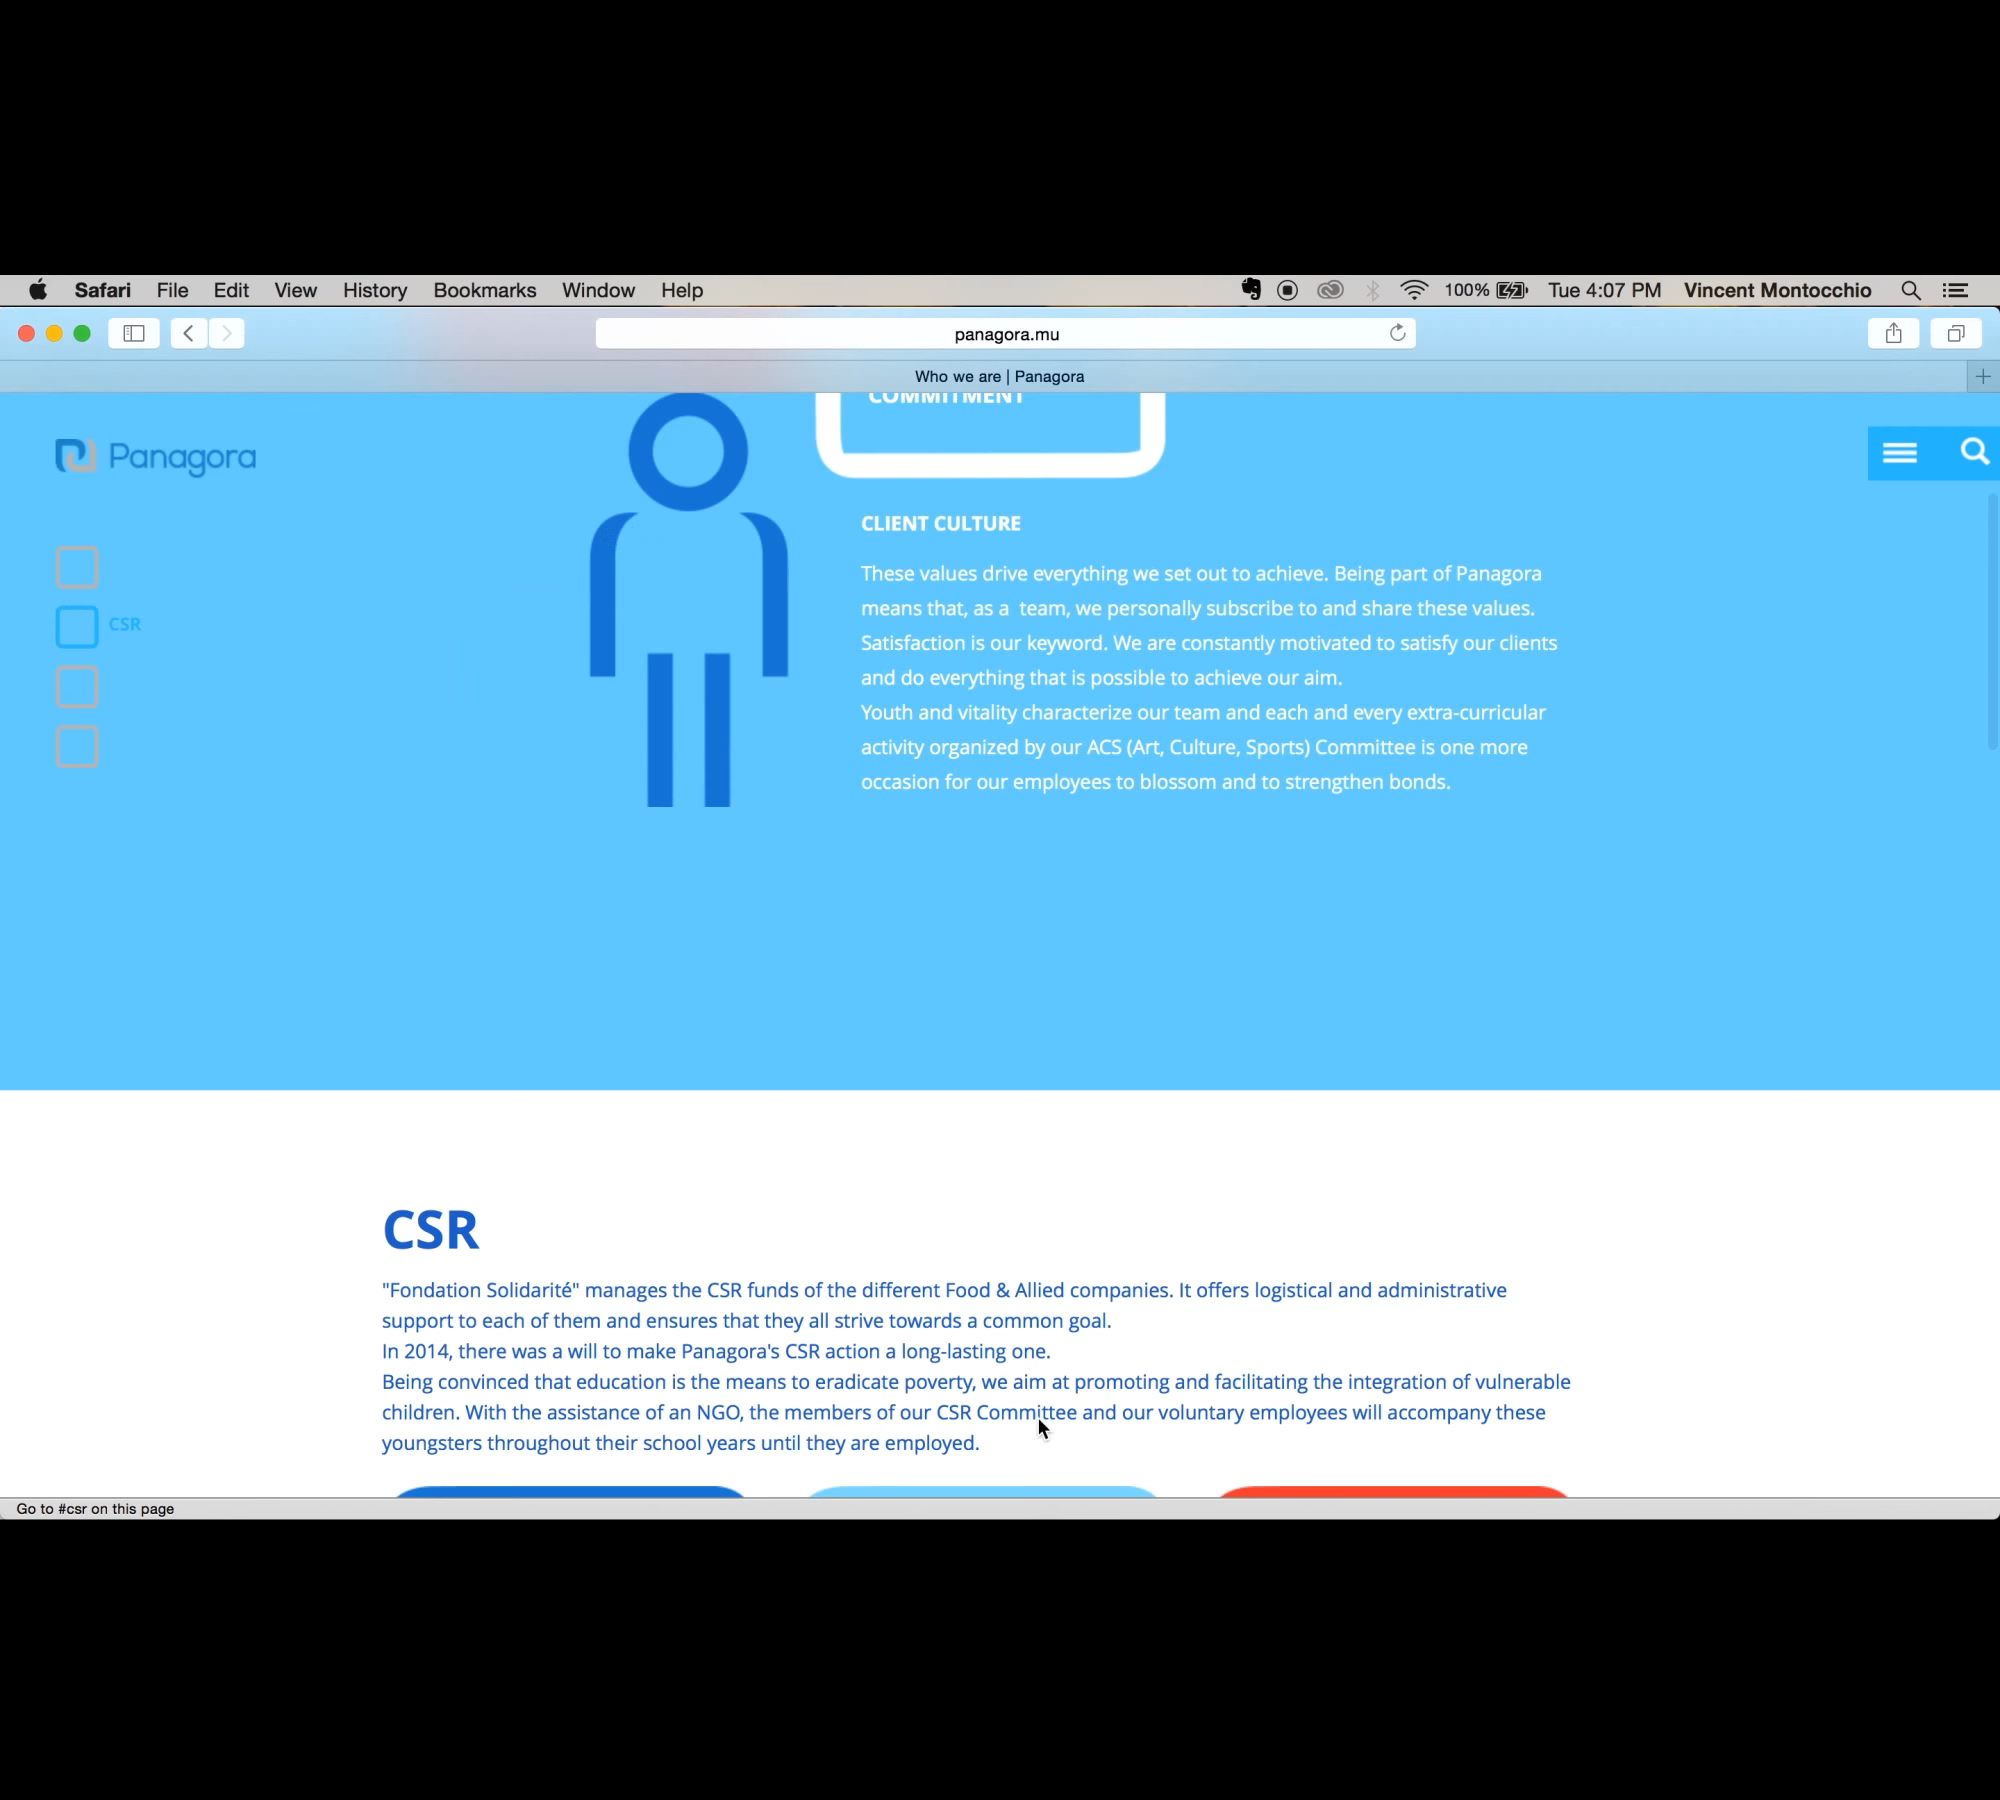 Safari File Edit View History Bookmarks Window Help 100% Tue 4:07 PM Vincent Montocchio
panagora.mu
Who we are | Panagora
COMMITMENT
Panagora
CSR
CLIENT CULTURE
These values drive everything we set out to achieve. Being part of Panagora
means that, as a team, we personally subscribe to and share these values.
Satisfaction is our keyword. We are constantly motivated to satisfy our clients
and do everything that is possible to achieve our aim.
Youth and vitality characterize our team and each and every extra-curricular
activity organized by our ACS (Art, Culture, Sports) Committee is one more
occasion for our employees to blossom and to strengthen bonds.
CSR
"Fondation Solidarité" manages the CSR funds of the different Food & Allied companies. It offers logistical and administrative
support to each of them and ensures that they all strive towards a common goal.
In 2014, there was a will to make Panagora's CSR action a long-lasting one.
Being convinced that education is the means to eradicate poverty, we aim at promoting and facilitating the integration of vulnerable
children. With the assistance of an NGO, the members of our CSR Committee and our voluntary employees will accompany these
youngsters throughout their school years until they are employed.
Go to #csr on this page